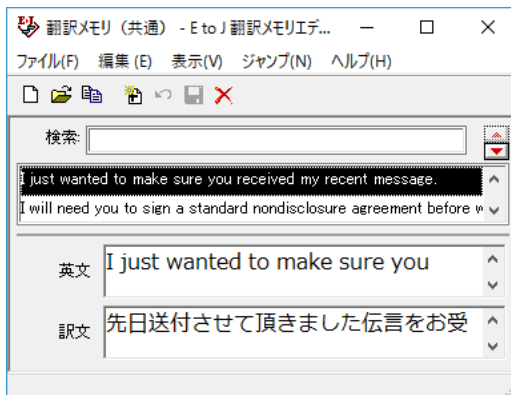 翻訳メモリ（共通） - E to J 翻訳メモリエデ...
ファイル(F) 編集(E) 表示(V) ジャンプ(N) ヘルプ(H)
検索:
I just wanted to make sure you received my recent message.
I will need you to sign a standard nondisclosure agreement before w
英文
I just wanted to make sure you
訳文
先日送付させて頂きました伝言をお受